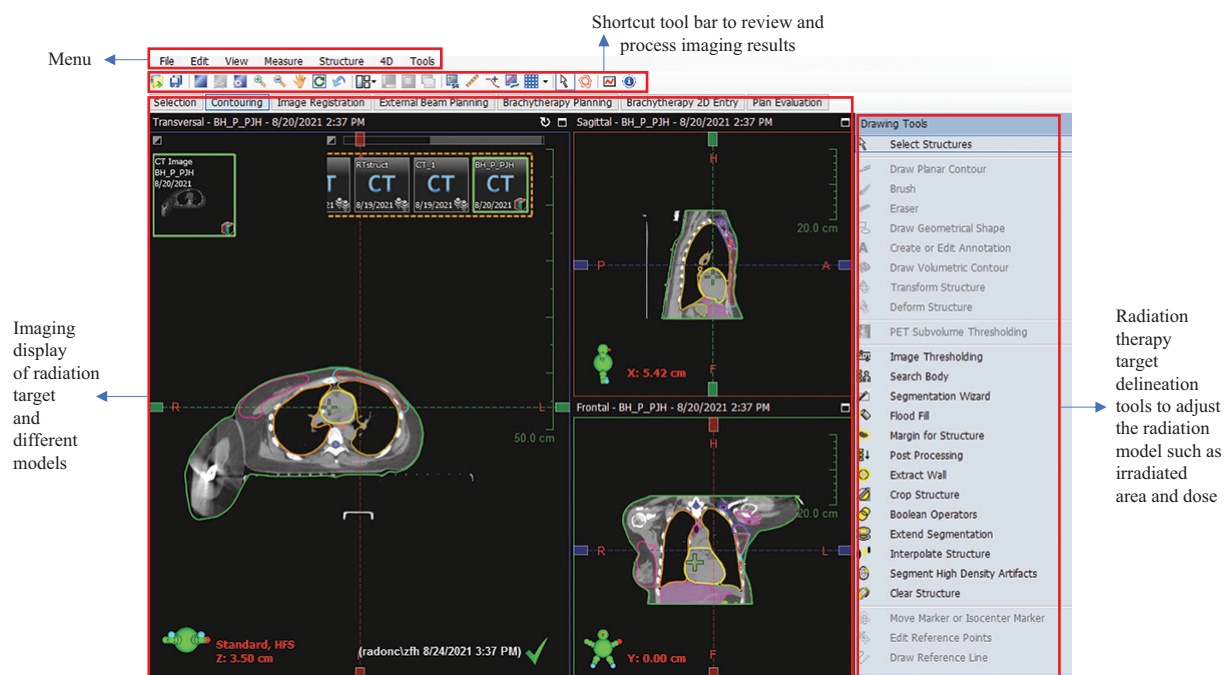 Shortcut tool bar to review and
process imaging results
Menu
File Edit View Measure Structure 4D Tools
Selection Contouring Image Registration External Beam Planning Brachytherapy Planning Brachytherapy 2D Entry Plan Evaluation
Transversal - BH_P_PJH - 8/20/2021 2:37 PM
CT Image
BH_P_PJH
8/20/2021
RTstruct CT_1 BH_P_PJH
CT CT CT
8/19/2021 8/19/2021 8/20/2021
R L
50.0 cm
Standard, HFS
Z: 3.50 cm
(radonc\zfh 8/24/2021 3:37 PM)
Sagittal - BH_P_PJH - 8/20/2021 2:37 PM
H
20.0 cm
P A
X: 5.42 cm
F
Frontal - BH_P_PJH - 8/20/2021 2:37 PM
H
20.0 cm
R L
Y: 0.00 cm
F
Drawing Tools
Select Structures
Draw Planar Contour
Brush
Eraser
Draw Geometrical Shape
Create or Edit Annotation
Draw Volumetric Contour
Transform Structure
Deform Structure
PET Subvolume Thresholding
Image Thresholding
Search Body
Segmentation Wizard
Flood Fill
Margin for Structure
Post Processing
Extract Wall
Crop Structure
Boolean Operators
Extend Segmentation
Interpolate Structure
Segment High Density Artifacts
Clear Structure
Move Marker or Isocenter Marker
Edit Reference Points
Draw Reference Line
Imaging
display
of radiation
target
and
different
models
Radiation
therapy
target
delineation
tools to adjust
the radiation
model such as
irradiated
area and dose